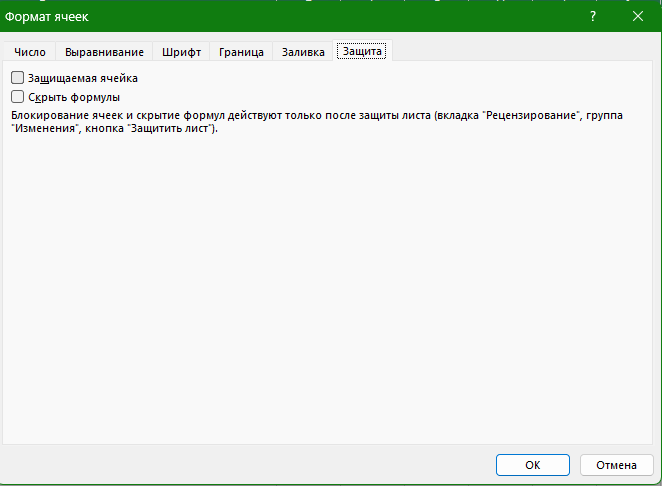 Формат ячеек
?
Число Выравнивание Шрифт Граница Заливка Защита
Защищаемая ячейка
Скрыть формулы
Блокирование ячеек и скрытие формул действуют только после защиты листа (вкладка "Рецензирование", группа
"Изменения", кнопка "Защитить лист").
ОК Отмена